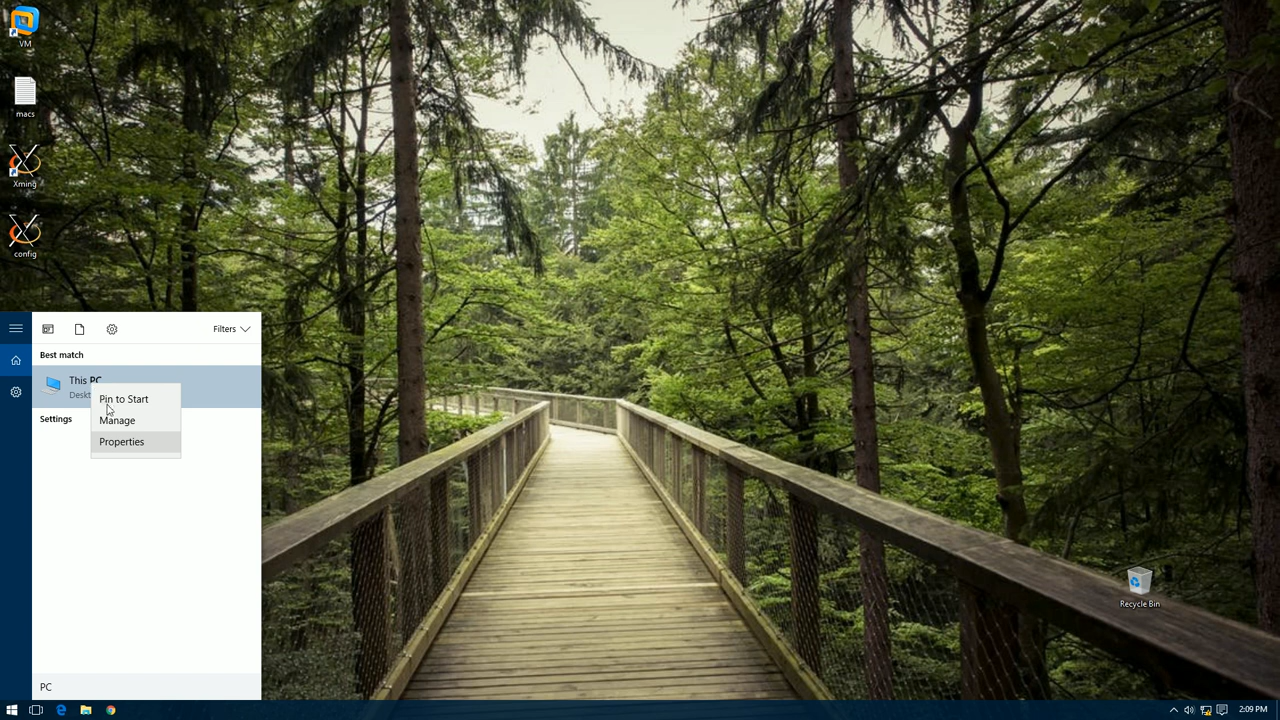 VM
macs
Xming
config
Filters
Best match
This PC
Deskt
Pin to Start
Manage
Properties
Settings
PC
Recycle Bin
2:09 PM